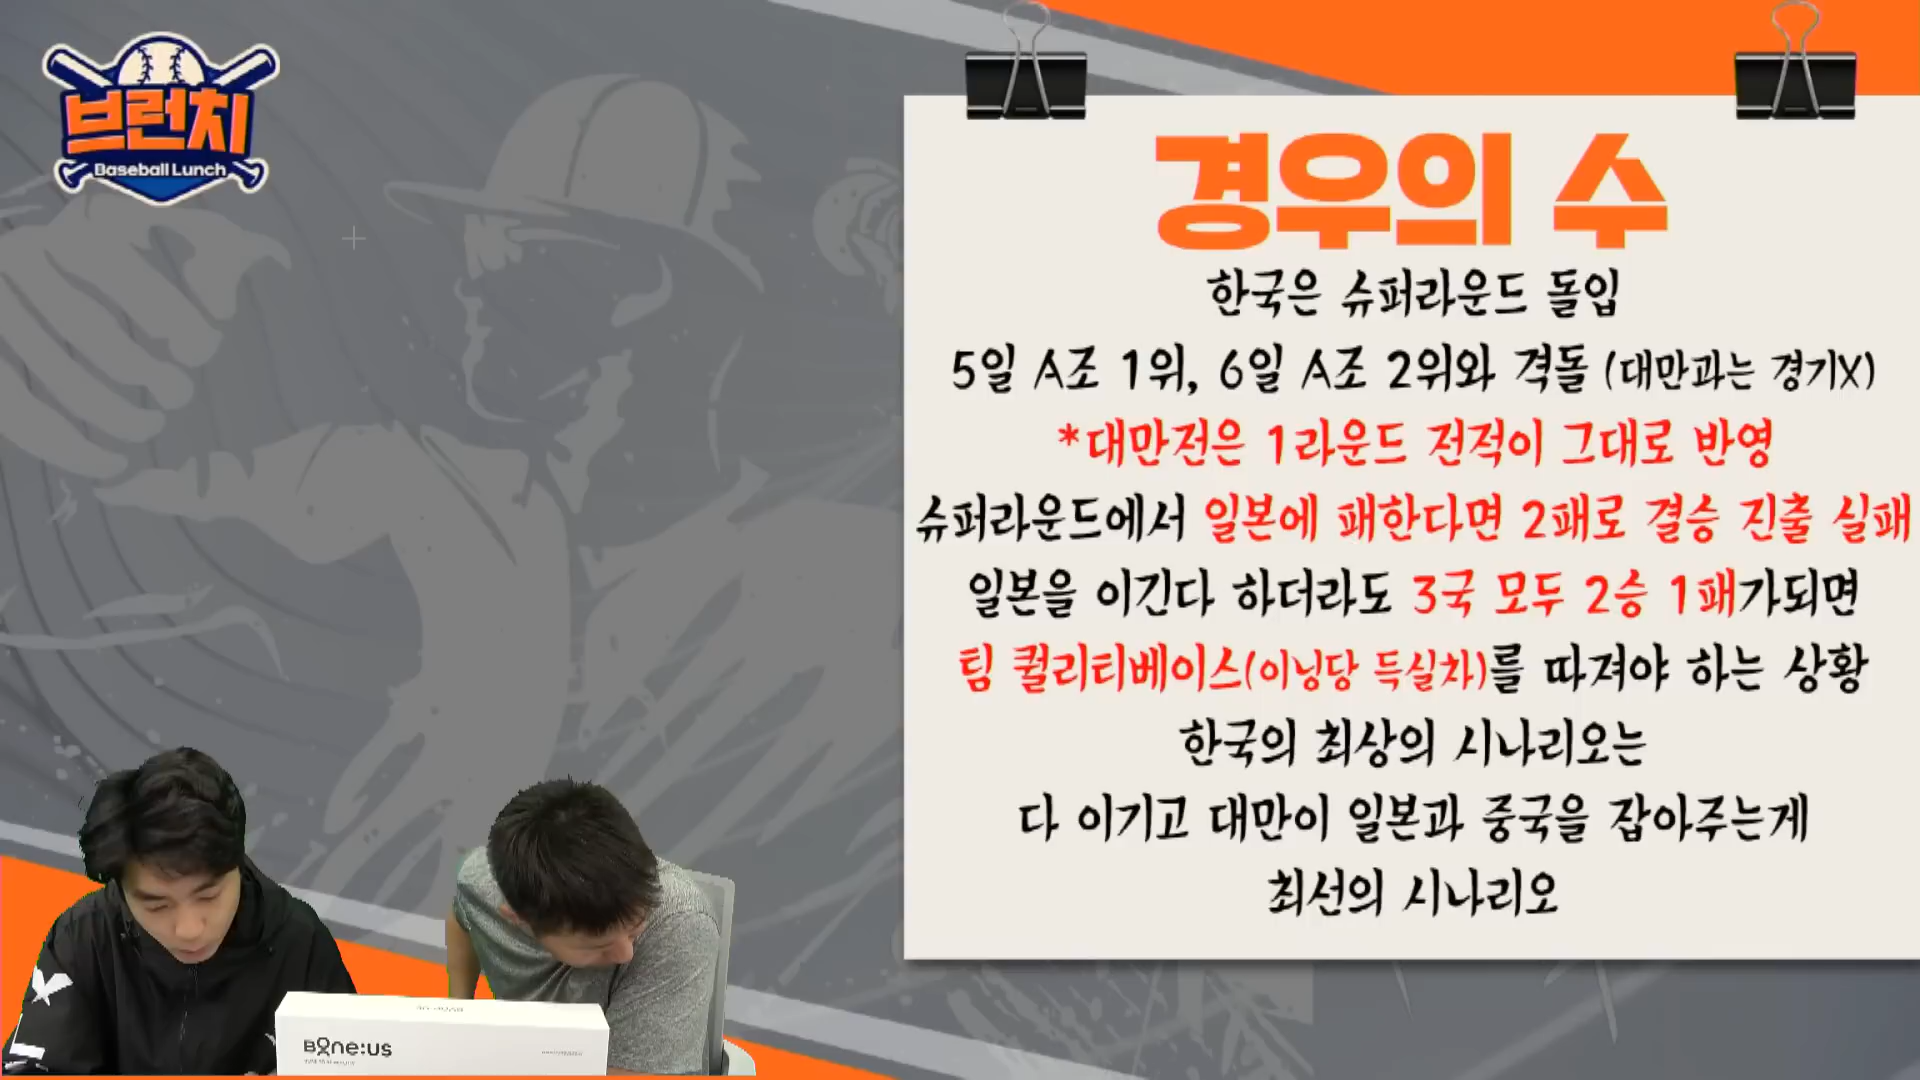 브런치
Baseball Lunch
경우의 수
한국은 슈퍼라운드 돌입
5일 A조 1위, 6일 A조 2위와 격돌 (대만과는 경기X)
*대만전은 1라운드 전적이 그대로 반영
슈퍼라운드에서 일본에 패한다면 2패로 결승 진출 실패
일본을 이긴다 하더라도 3국 모두 2승 1패가되면
팀 퀄리티베이스(이닝당 득실차)를 따져야 하는 상황
한국의 최상의 시나리오는
다 이기고 대만이 일본과 중국을 잡아주는게
최선의 시나리오
BONE:US